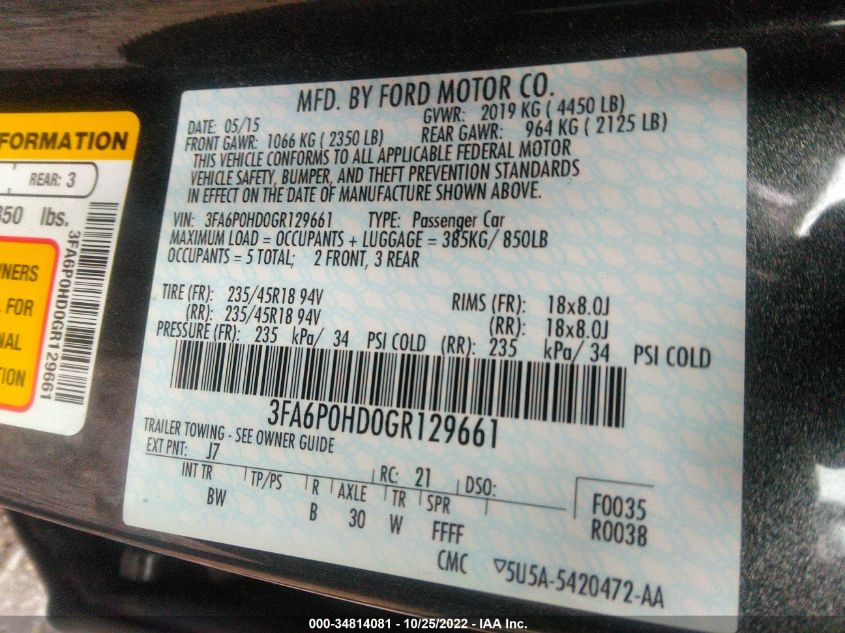 MFD. BY FORD MOTOR CO.
DATE: 05/15 GVWR: 2019 KG ( 4450 LB)
FRONT GAWR: 1066 KG ( 2350 LB) REAR GAWR: 964 KG ( 2125 LB)
THIS VEHICLE CONFORMS TO ALL APPLICABLE FEDERAL MOTOR
VEHICLE SAFETY, BUMPER, AND THEFT PREVENTION STANDARDS
IN EFFECT ON THE DATE OF MANUFACTURE SHOWN ABOVE.
VIN: 3FA6P0HD0GR129661 TYPE: Passenger Car
MAXIMUM LOAD = OCCUPANTS + LUGGAGE = 385KG/ 850LB
OCCUPANTS = 5 TOTAL; 2 FRONT, 3 REAR
TIRE (FR): 235/45R18 94V RIMS (FR): 18x8.0J
(RR): 235/45R18 94V (RR): 18x8.0J
PRESSURE (FR): 235 kPa/ 34 PSI COLD (RR): 235 kPa/ 34 PSI COLD
3FA6P0HD0GR129661
TRAILER TOWING - SEE OWNER GUIDE
EXT PNT: J7 RC: 21 DSO:
INT TR TP/PS R AXLE TR SPR F0035
BW B 30 W FFFF R0038
CMC 5U5A-5420472-AA
FORMATION
REAR: 3
850 lbs.
3FA6P0HD0GR129661
FOR
000-34814081 - 10/25/2022 - IAA Inc.